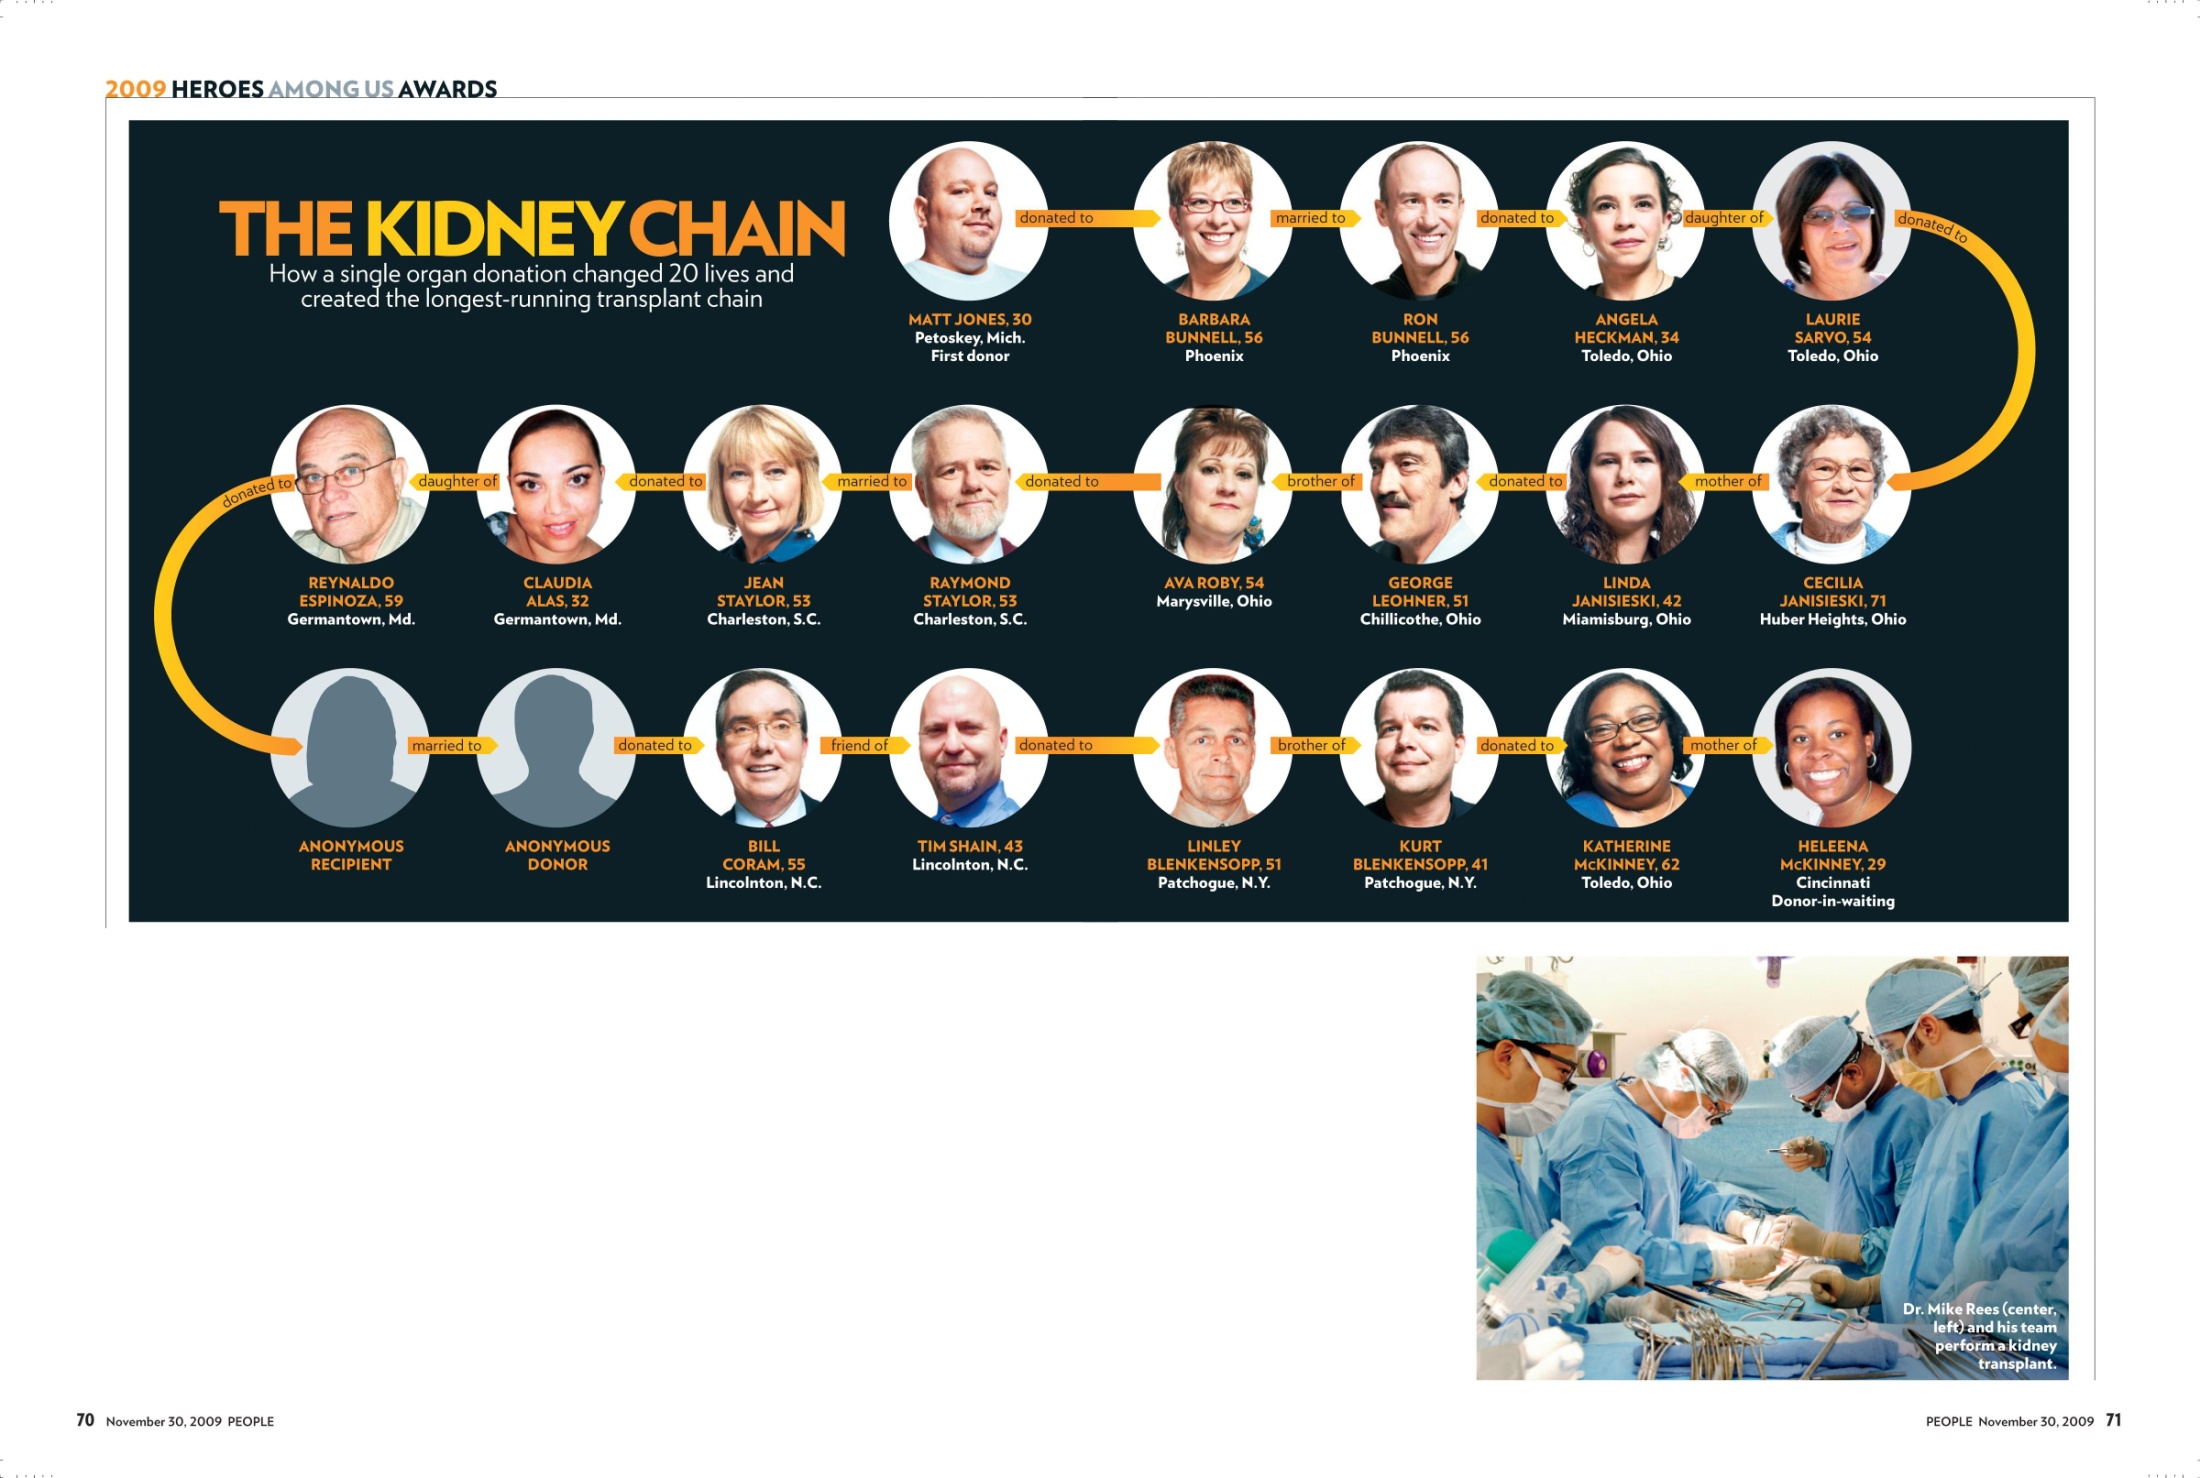 2009 HEROES AMONG US AWARDS
THE KIDNEY CHAIN
How a single organ donation changed 20 lives and
created the longest-running transplant chain
donated to
married to
donated to
daughter of
donated to
MATT JONES, 30
Petoskey, Mich.
First donor
BARBARA
BUNNELL, 56
Phoenix
RON
BUNNELL, 56
Phoenix
ANGELA
HECKMAN, 34
Toledo, Ohio
LAURIE
SARVO, 54
Toledo, Ohio
donated to
daughter of
donated to
married to
donated to
brother of
donated to
mother of
REYNALDO
ESPINOZA, 59
Germantown, Md.
CLAUDIA
ALAS, 32
Germantown, Md.
JEAN
STAYLOR, 53
Charleston, S.C.
RAYMOND
STAYLOR, 53
Charleston, S.C.
AVA ROBY, 54
Marysville, Ohio
GEORGE
LEOHNER, 51
Chillicothe, Ohio
LINDA
JANISIESKI, 42
Miamisburg, Ohio
CECILIA
JANISIESKI, 71
Huber Heights, Ohio
married to
donated to
friend of
donated to
brother of
donated to
mother of
ANONYMOUS
RECIPIENT
ANONYMOUS
DONOR
BILL
CORAM, 55
Lincolnton, N.C.
TIM SHAIN, 43
Lincolnton, N.C.
LINLEY
BLENKENSOPP, 51
Patchogue, N.Y.
KURT
BLENKENSOPP, 41
Patchogue, N.Y.
KATHERINE
McKINNEY, 62
Toledo, Ohio
HELEENA
McKINNEY, 29
Cincinnati
Donor-in-waiting
Dr. Mike Rees (center,
left) and his team
perform a kidney
transplant.
70 November 30, 2009 PEOPLE
PEOPLE November 30, 2009 71